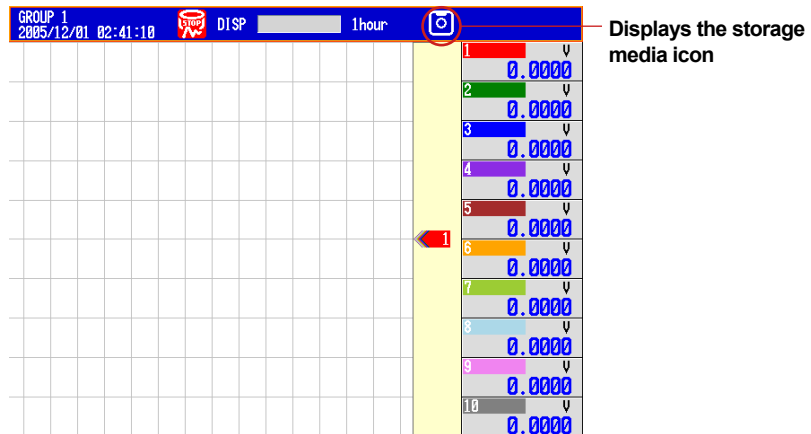 GROUP 1
2005/12/01 02:41:10
STOP
DISP
1hour
Displays the storage
media icon
1 V
0.0000
2 V
0.0000
3 V
0.0000
4 V
0.0000
5 V
0.0000
1
6 V
0.0000
7 V
0.0000
8 V
0.0000
9 V
0.0000
10 V
0.0000